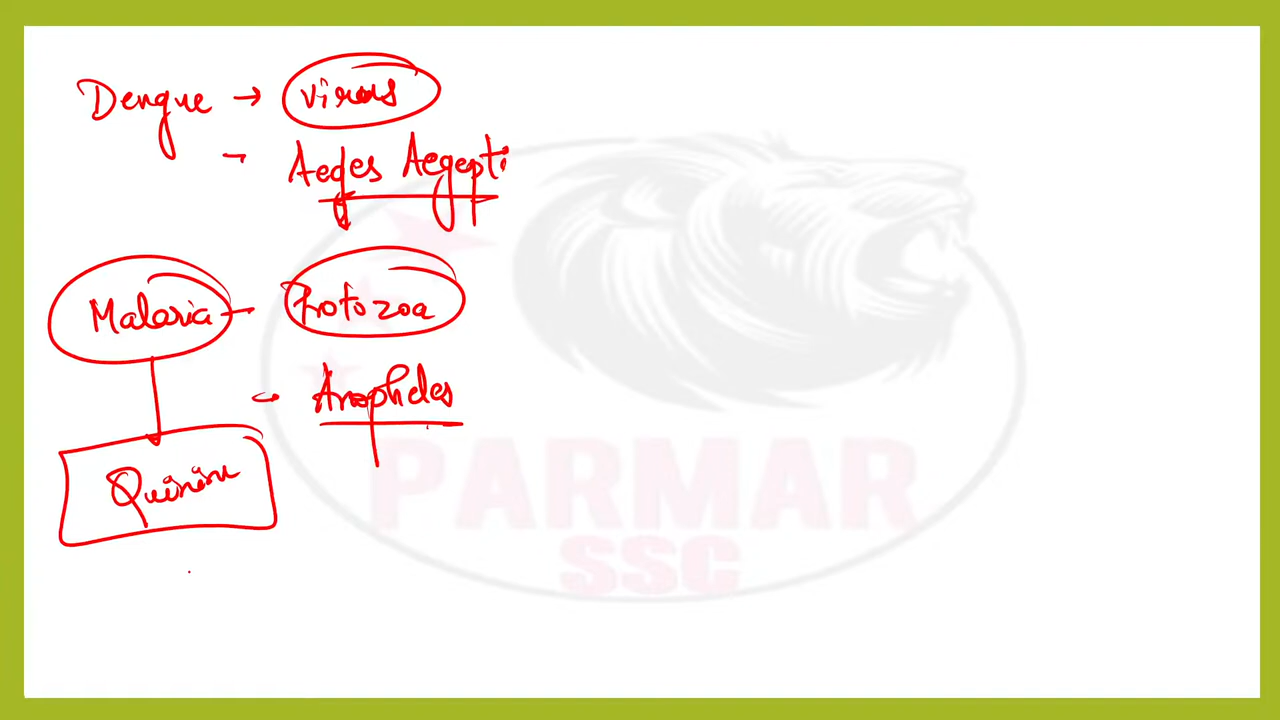 Dengue → virus
- Aedes Aegepti
Malaria - Protozoa
- Anopheles
Quinine
PARMAR
SSC